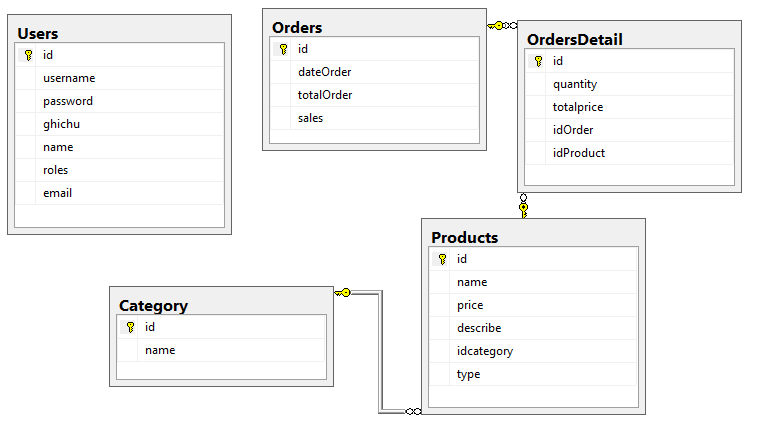 Users
id
username
password
ghichu
name
roles
email
Orders
id
dateOrder
totalOrder
sales
OrdersDetail
id
quantity
totalprice
idOrder
idProduct
Products
id
name
price
describe
idcategory
type
Category
id
name